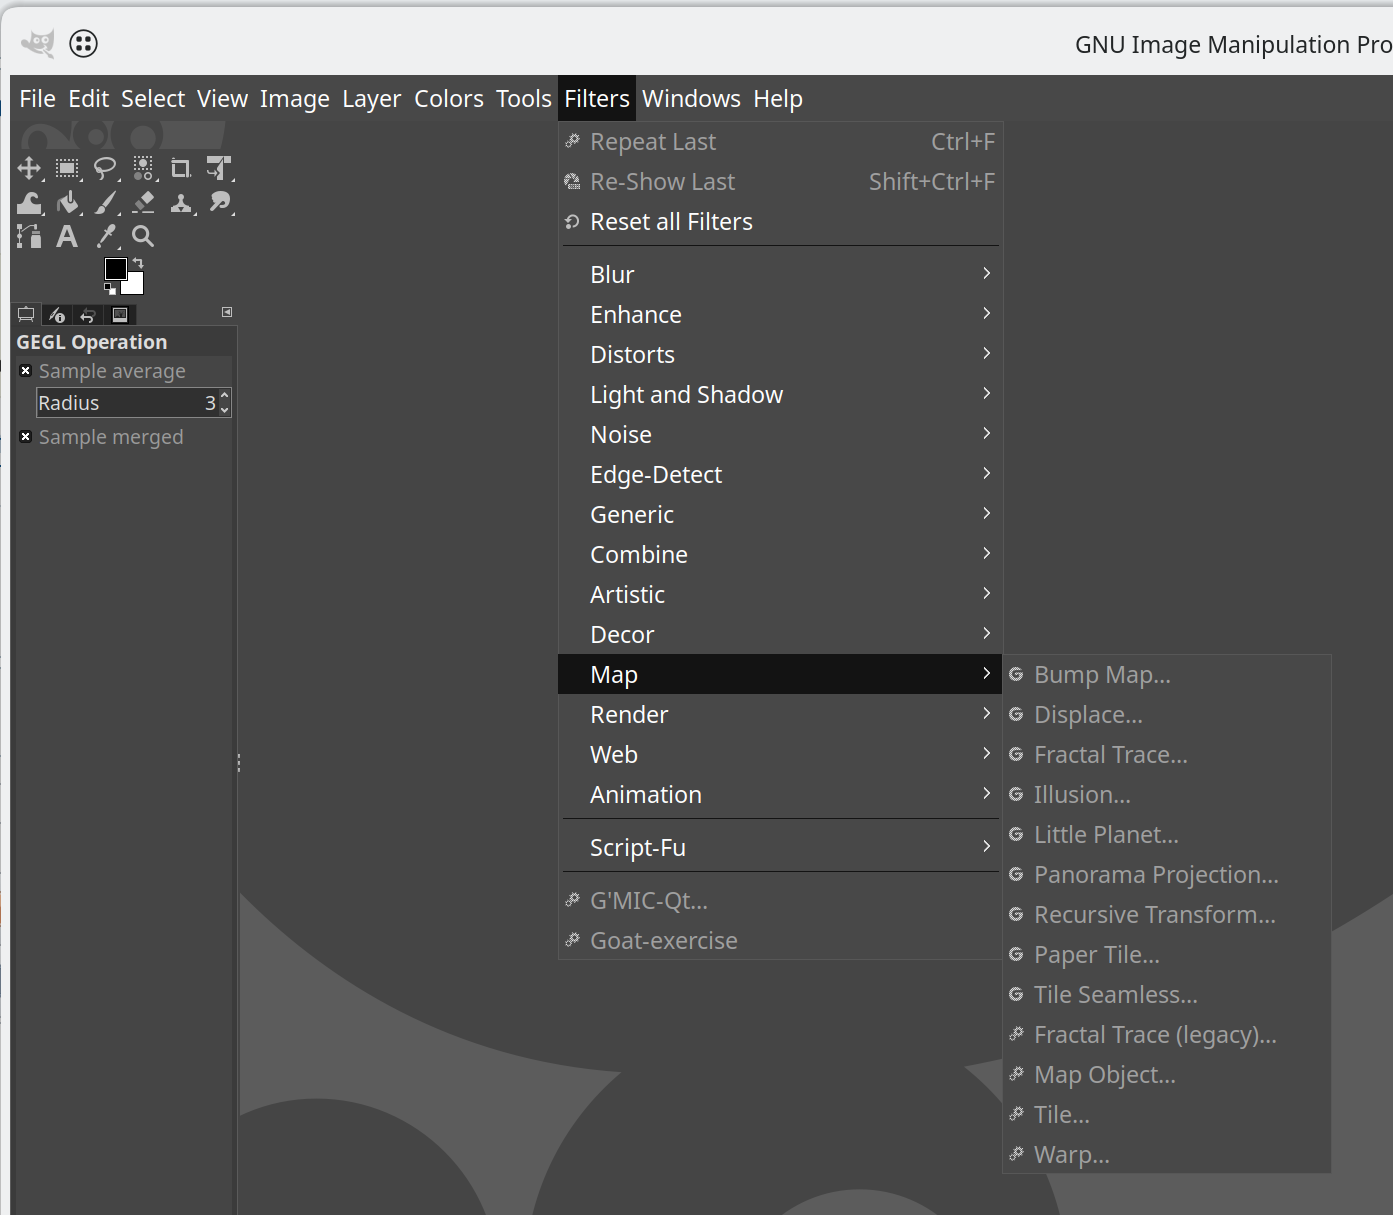 GNU Image Manipulation Pro
File Edit Select View Image Layer Colors Tools Filters Windows Help
Repeat Last Ctrl+F
Re-Show Last Shift+Ctrl+F
Reset all Filters
Blur
Enhance
Distorts
Light and Shadow
Noise
Edge-Detect
Generic
Combine
Artistic
Decor
Map
Render
Web
Animation
Script-Fu
G'MIC-Qt...
Goat-exercise
Bump Map...
Displace...
Fractal Trace...
Illusion...
Little Planet...
Panorama Projection...
Recursive Transform...
Paper Tile...
Tile Seamless...
Fractal Trace (legacy)...
Map Object...
Tile...
Warp...
GEGL Operation
Sample average
Radius 3
Sample merged